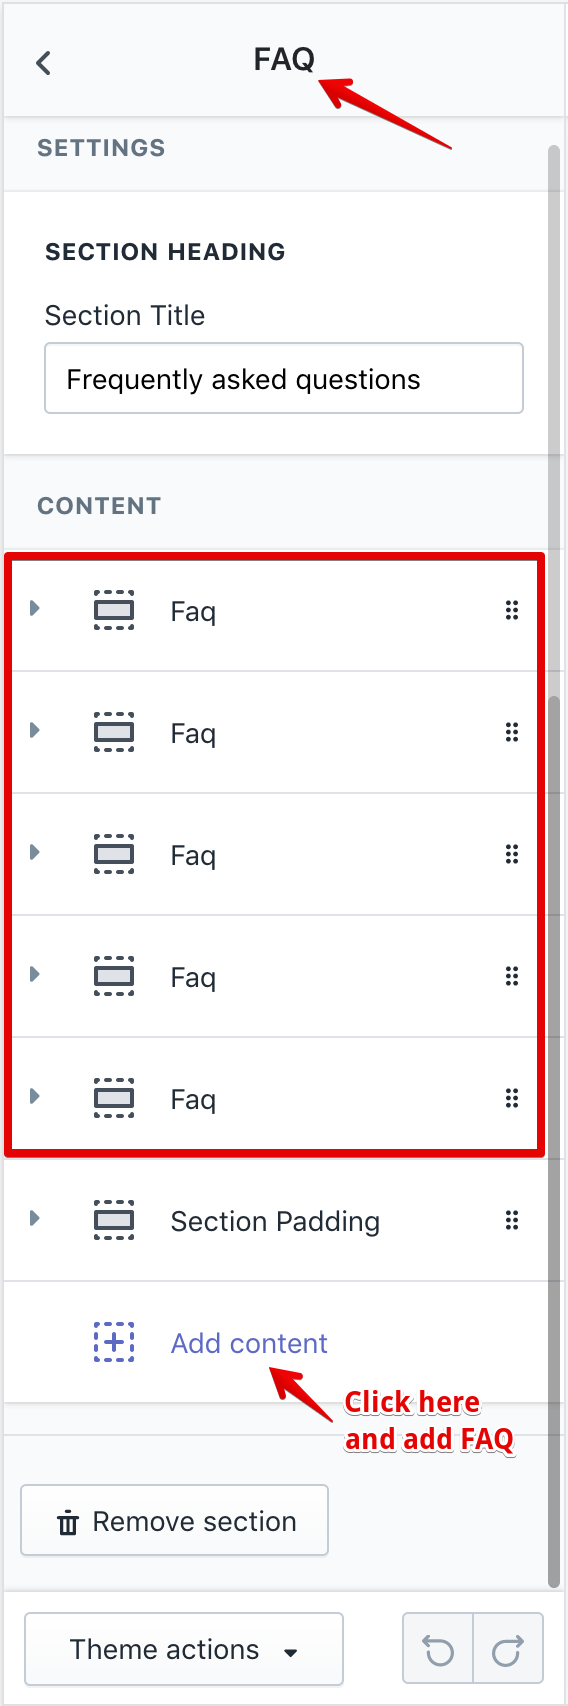 FAQ
SETTINGS
SECTION HEADING
Section Title
Frequently asked questions
CONTENT
Faq
Faq
Faq
Faq
Faq
Section Padding
Add content
Click here
and add FAQ
Remove section
Theme actions